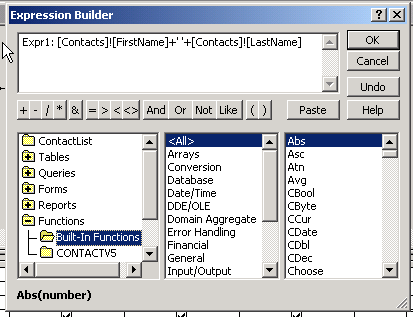 Expression Builder
Expr1: [Contacts]![FirstName]+' '+[Contacts]![LastName]
OK
Cancel
Undo
Help
+ - / * & = > < <> And Or Not Like ( ) Paste
ContactList
Tables
Queries
Forms
Reports
Functions
Built-In Functions
CONTACTV5
<All>
Arrays
Conversion
Database
Date/Time
DDE/OLE
Domain Aggregate
Error Handling
Financial
General
Input/Output
Abs
Asc
Atn
Avg
CBool
CByte
CCur
CDate
CDbl
CDec
Choose
Abs(number)